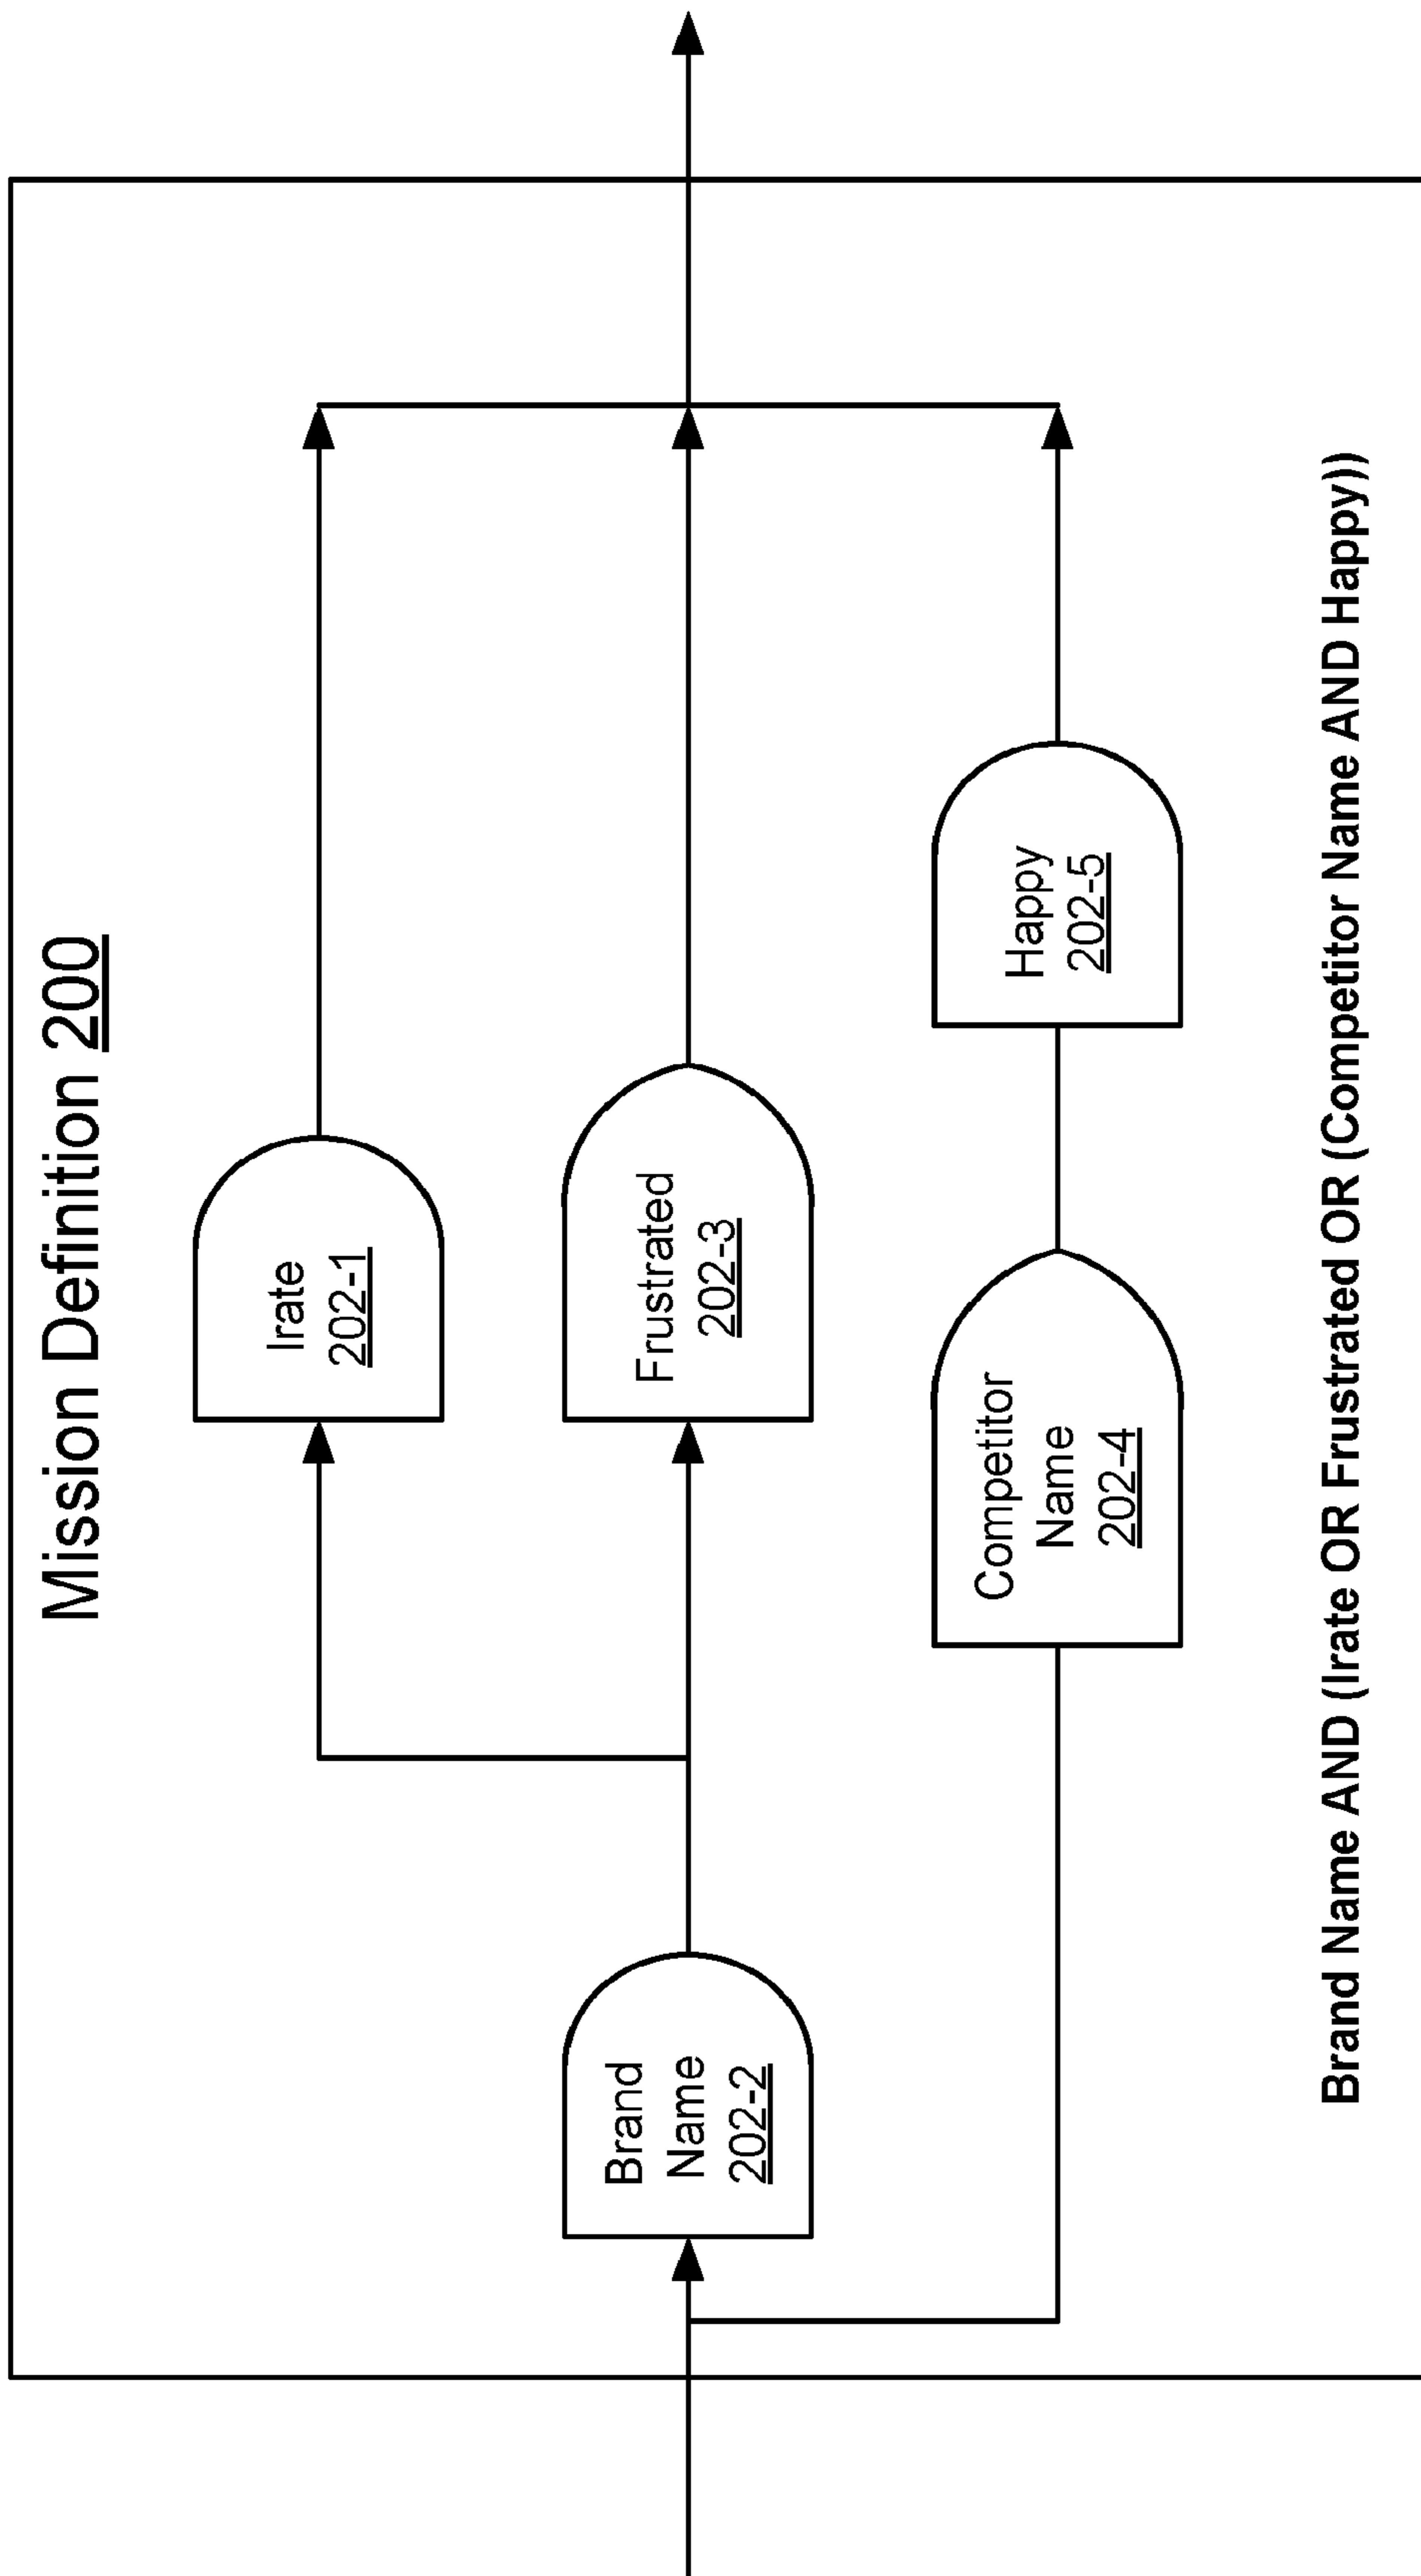 Mission Definition 200
Irate
202-1
Brand
Name
202-2
Frustrated
202-3
Competitor
Name
202-4
Happy
202-5
Brand Name AND (Irate OR Frustrated OR (Competitor Name AND Happy))